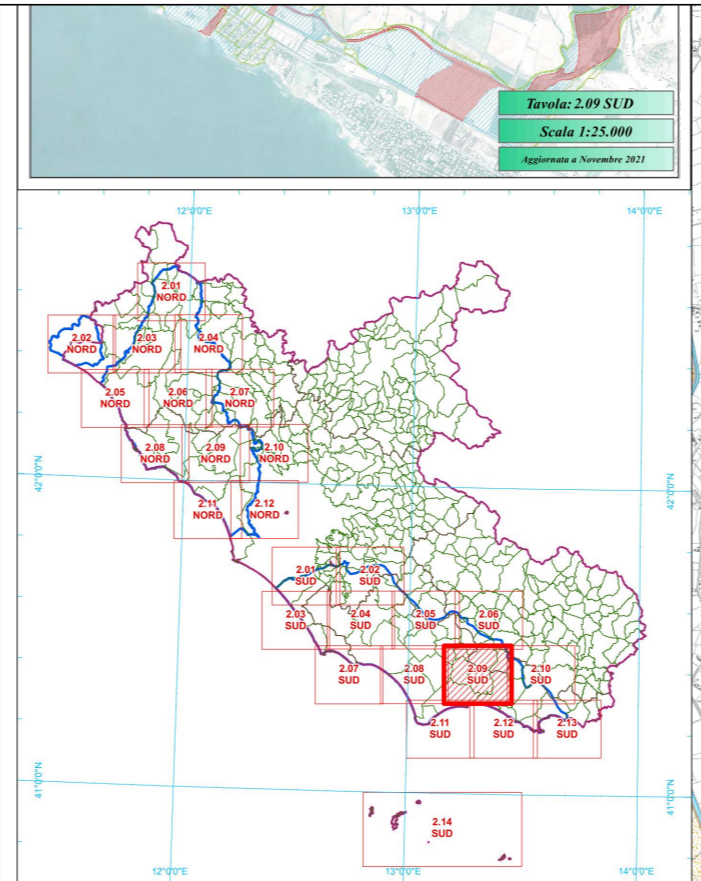 Tavola: 2.09 SUD
Scala 1:25.000
Aggiornata a Novembre 2021
12°0'0"E
13°0'0"E
14°0'0"E
2.01
NORD
2.02
NORD
2.03
NORD
2.04
NORD
2.05
NORD
2.06
NORD
2.07
NORD
2.08
NORD
2.09
NORD
2.10
NORD
42°0'0"N
42°0'0"N
2.11
NORD
2.12
NORD
2.01
SUD
2.02
SUD
2.03
SUD
2.04
SUD
2.05
SUD
2.06
SUD
2.07
SUD
2.08
SUD
2.09
SUD
2.10
SUD
2.11
SUD
2.12
SUD
2.13
SUD
41°0'0"N
41°0'0"N
2.14
SUD
12°0'0"E
13°0'0"E
14°0'0"E